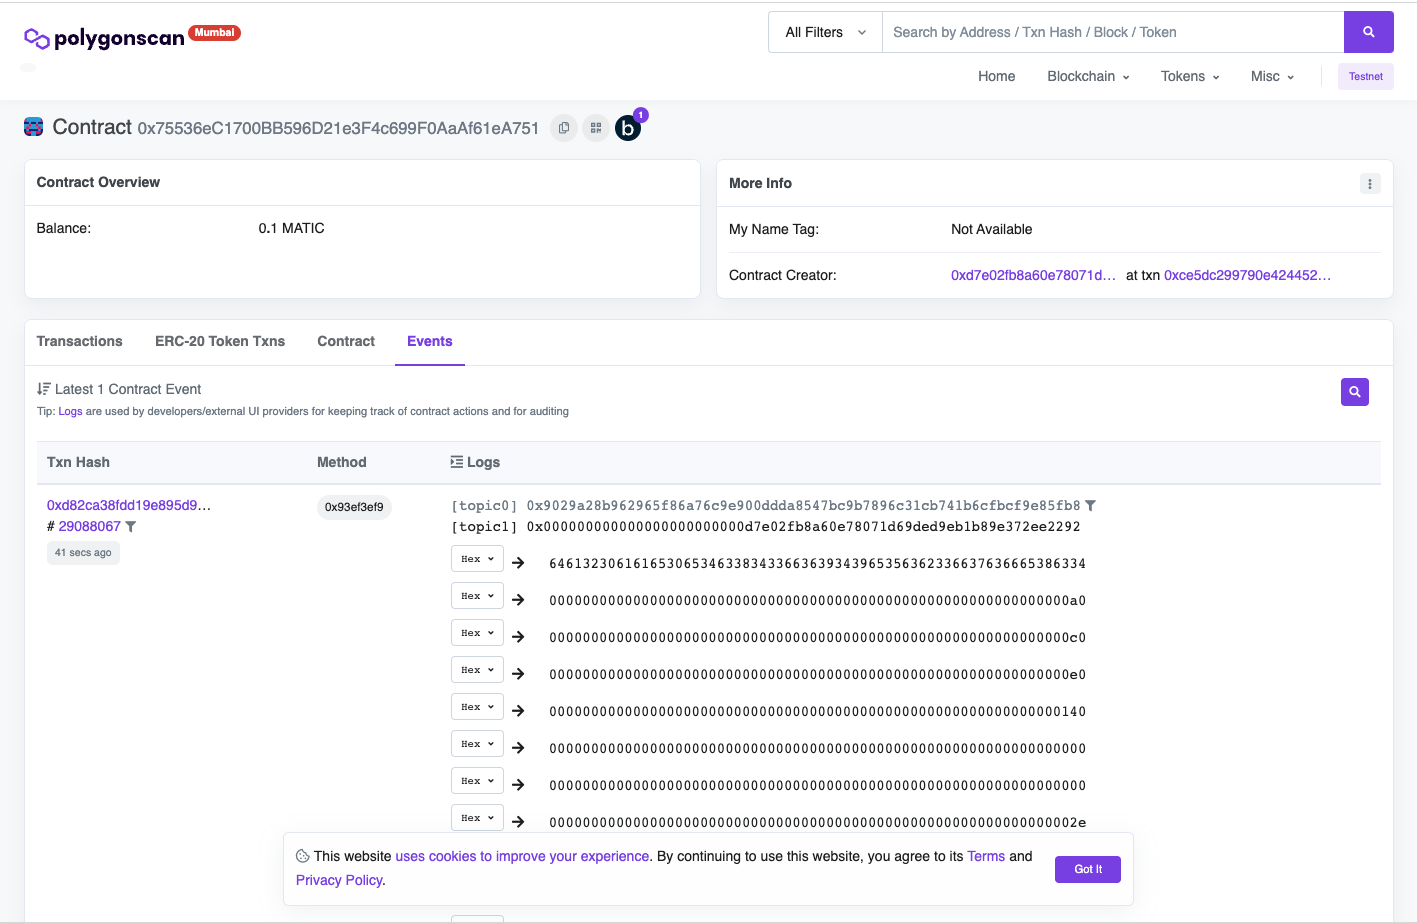 polygonscan Mumbai
All Filters
Search by Address / Txn Hash / Block / Token
Home Blockchain Tokens Misc Testnet
Contract 0x75536eC1700BB596D21e3F4c699F0AaAf61eA751 b 1
Contract Overview
Balance: 0.1 MATIC
More Info
My Name Tag: Not Available
Contract Creator: 0xd7e02fb8a60e78071d... at txn 0xce5dc299790e424452...
Transactions ERC-20 Token Txns Contract Events
Latest 1 Contract Event
Tip: Logs are used by developers/external UI providers for keeping track of contract actions and for auditing
Txn Hash Method Logs
0xd82ca38fdd19e895d9... 0x93ef3ef9 [topic0] 0x9029a28b962965f86a76c9e900ddda8547bc9b7896c31cb741b6cfbcf9e85fb8
# 29088067 [topic1] 0x000000000000000000000000d7e02fb8a60e78071d69ded9eb1b89e372ee2292
41 secs ago
Hex → 6461323061616530653463383433663639343965356362336637636665386334
Hex → 00000000000000000000000000000000000000000000000000000000000000a0
Hex → 00000000000000000000000000000000000000000000000000000000000000c0
Hex → 00000000000000000000000000000000000000000000000000000000000000e0
Hex → 0000000000000000000000000000000000000000000000000000000000000140
Hex → 0000000000000000000000000000000000000000000000000000000000000000
Hex → 0000000000000000000000000000000000000000000000000000000000000000
Hex → 000000000000000000000000000000000000000000000000000000000000002e
This website uses cookies to improve your experience. By continuing to use this website, you agree to its Terms and
Privacy Policy.
Got It